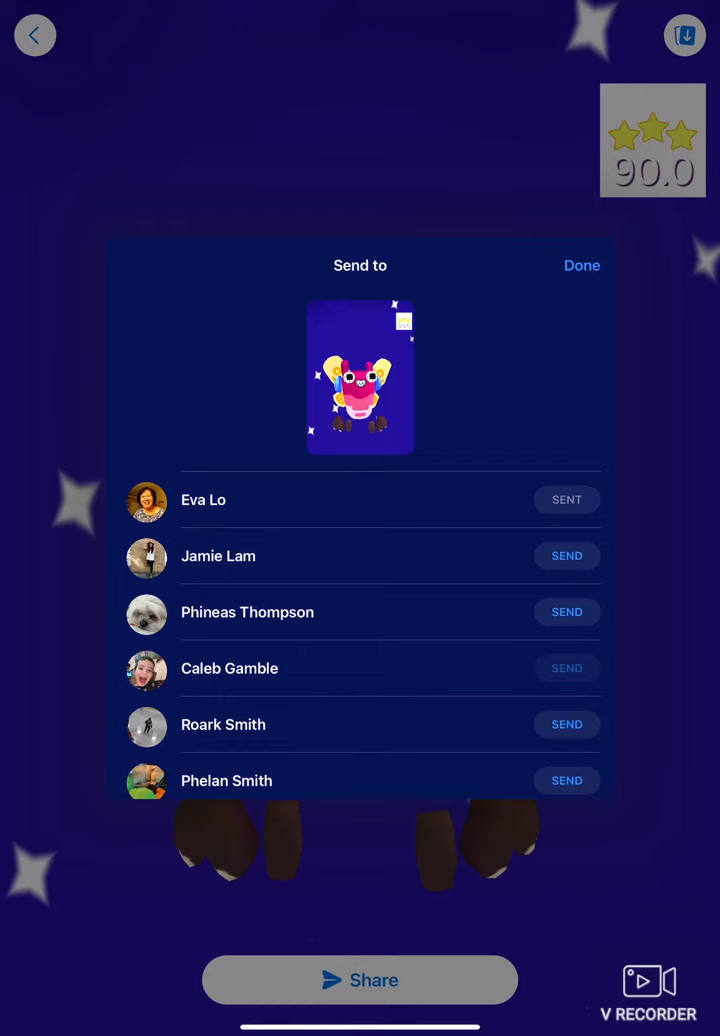 90.0
Send to
Done
Eva Lo
SENT
Jamie Lam
SEND
Phineas Thompson
SEND
Caleb Gamble
SEND
Roark Smith
SEND
Phelan Smith
SEND
Share
V RECORDER